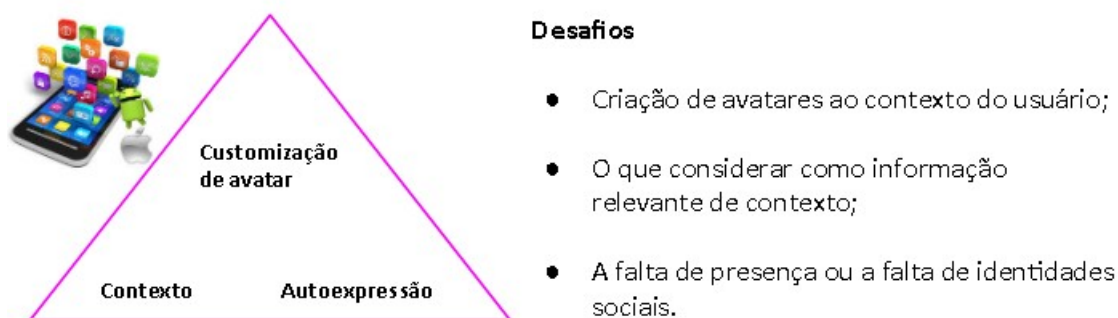 Customização
de avatar
Contexto
Autoexpressão
Desafios
● Criação de avatares ao contexto do usuário;
● O que considerar como informação
relevante de contexto;
● A falta de presença ou a falta de identidades
sociais.